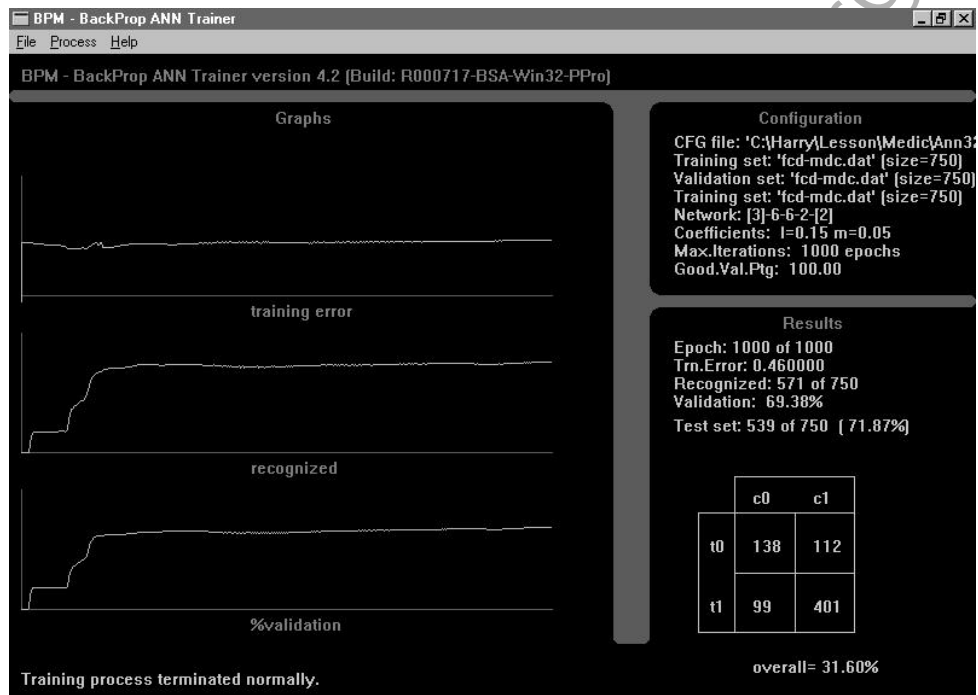 BPM - BackProp ANN Trainer
File Process Help
BPM - BackProp ANN Trainer version 4.2 (Build: R000717-BSA-Win32-PPro)
Graphs
training error
recognized
%validation
Training process terminated normally.
Configuration
CFG file: 'C:\Harry\Lesson\Medic\Ann32
Training set: 'fcd-mdc.dat' (size=750)
Validation set: 'fcd-mdc.dat' (size=750)
Training set: 'fcd-mdc.dat' (size=750)
Network: [3]-6-6-2-[2]
Coefficients: l=0.15 m=0.05
Max.Iterations: 1000 epochs
Good.Val.Ptg: 100.00
Results
Epoch: 1000 of 1000
Trn.Error: 0.460000
Recognized: 571 of 750
Validation: 69.38%
Test set: 539 of 750 ( 71.87%)
c0 c1
t0 138 112
t1 99 401
overall= 31.60%